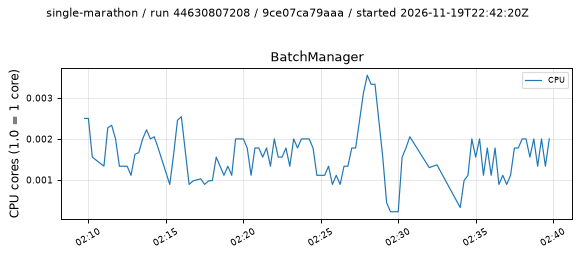 single-marathon / run 44630807208 / 9ce07ca79aaa / started 2026-11-19T22:42:20Z
BatchManager
CPU
CPU cores (1.0 = 1 core)
0.003
0.002
0.001
02:10
02:15
02:20
02:25
02:30
02:35
02:40